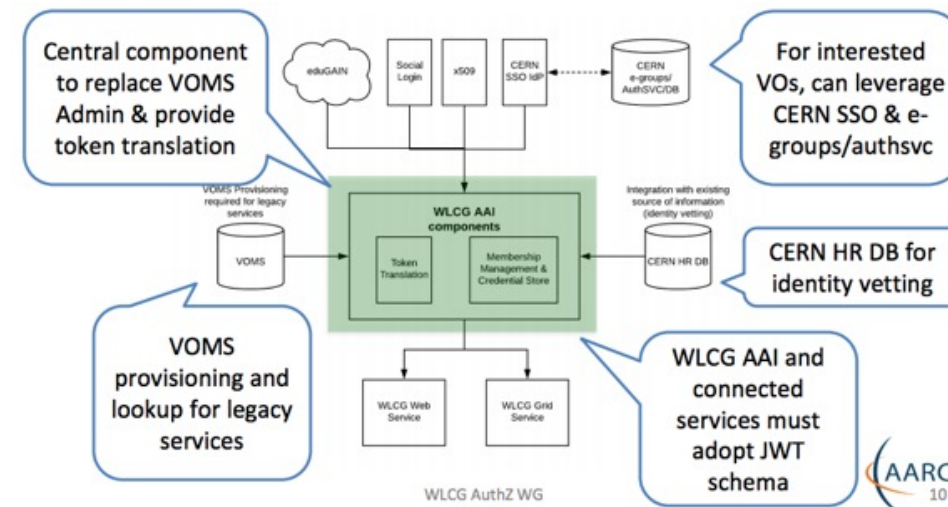 Central component
to replace VOMS
Admin & provide
token translation
eduGAIN
Social
Login
x509
CERN
SSO IdP
CERN
e-groups/
AuthSVC/DB
For interested
VOs, can leverage
CERN SSO & e-
groups/authsvc
VOMS Provisioning
required for legacy
services
VOMS
WLCG AAI
components
Token
Translation
Membership
Management &
Credential Store
Integration with existing
source of information
(identity vetting)
CERN HR DB
CERN HR DB for
identity vetting
VOMS
provisioning and
lookup for legacy
services
WLCG Web
Service
WLCG Grid
Service
WLCG AAI and
connected
services must
adopt JWT
schema
WLCG AuthZ WG
AARC
10